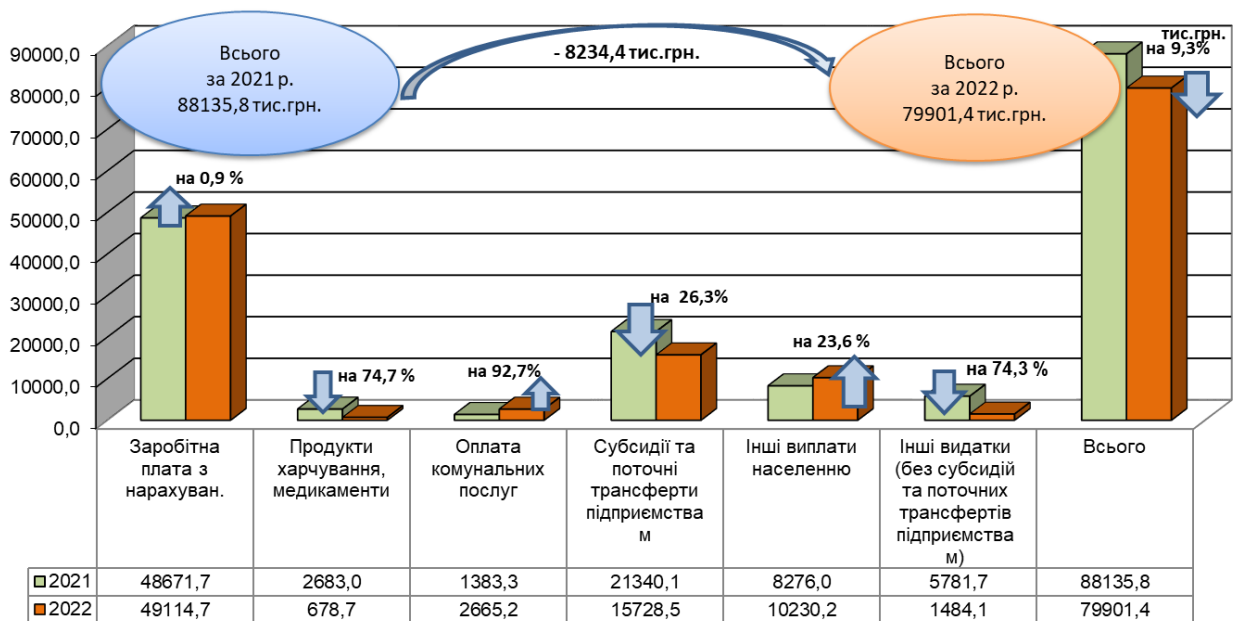 тис.грн.
Всього
за 2021 р.
88135,8 тис.грн.
- 8234,4 тис.грн.
Всього
за 2022 р.
79901,4 тис.грн.
на 9,3%
90000,0
80000,0
70000,0
60000,0
50000,0
40000,0
30000,0
20000,0
10000,0
0,0
на 0,9 %
на 74,7 %
на 92,7%
на 26,3%
на 23,6 %
на 74,3 %
Заробітна
плата з
нарахуван.
Продукти
харчування,
медикаменти
Оплата
комунальних
послуг
Субсидії та
поточні
трансферти
підприємства
м
Інші виплати
населенню
Інші видатки
(без субсидій
та поточних
трансфертів
підприємства
м)
Всього
2021 48671,7 2683,0 1383,3 21340,1 8276,0 5781,7 88135,8
2022 49114,7 678,7 2665,2 15728,5 10230,2 1484,1 79901,4